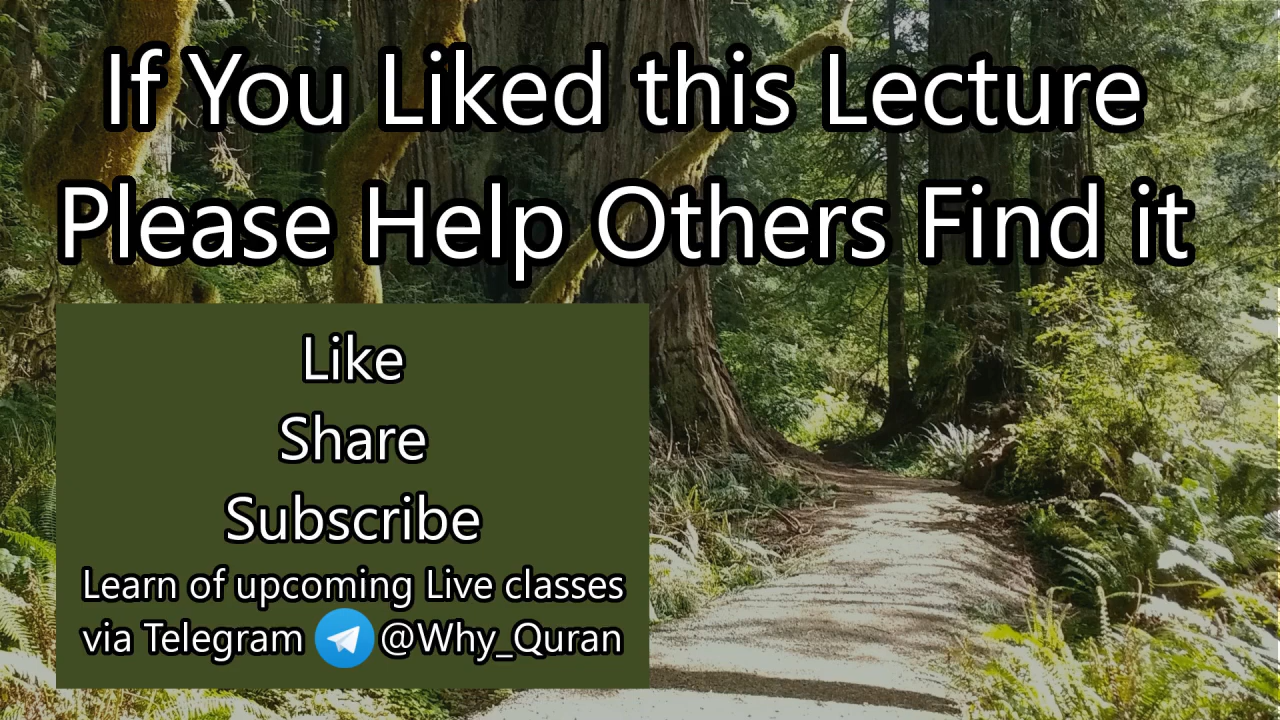 If You Liked this Lecture
Please Help Others Find it
Like
Share
Subscribe
Learn of upcoming Live classes
via Telegram @Why_Quran